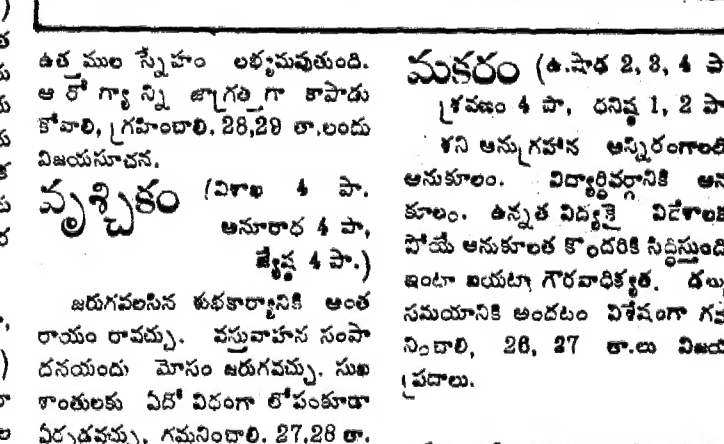 ఉత్తముల స్నేహం లభ్యమవుతుంది.
ఆ రో గ్యా న్ని జాగ్రత్తగా కాపాడు
కోవాలి, గ్రహించాలి. 28,29 తా.లందు
విజయసూచన.
వృశ్చికం (విశాఖ 4 పా.
అనూరాధ 4 పా,
జ్యేష్ఠ 4 పా.)
జరుగవలసిన శుభకార్యానికి అంత
రాయం రావచ్చు. వస్తువాహన సంపా
దనయందు మోసం జరుగవచ్చు. సుఖ
శాంతులకు ఏదో విధంగా లోపంకూడా
ఏర్పడవచ్చు, గమనించాలి. 27,28 తా.
మకరం (ఉ.షాఢ 2, 3, 4 పా
శ్రవణం 4 పా, ధనిష్ఠ 1, 2 పా
శని అనుగ్రహాన అన్నిరంగాలలో
అనుకూలం. విద్యార్థివర్గానికి అను
కూలం. ఉన్నత విద్యకై విదేశాలకు
పోయే అనుకూలత కొందరికి సిద్ధిస్తుంది
ఇంటా బయటా గౌరవాధిక్యత. డబ్బు
సమయానికి అందటం విశేషంగా గమ
నించాలి, 26, 27 తా.లు విజయ
ప్రదాలు.